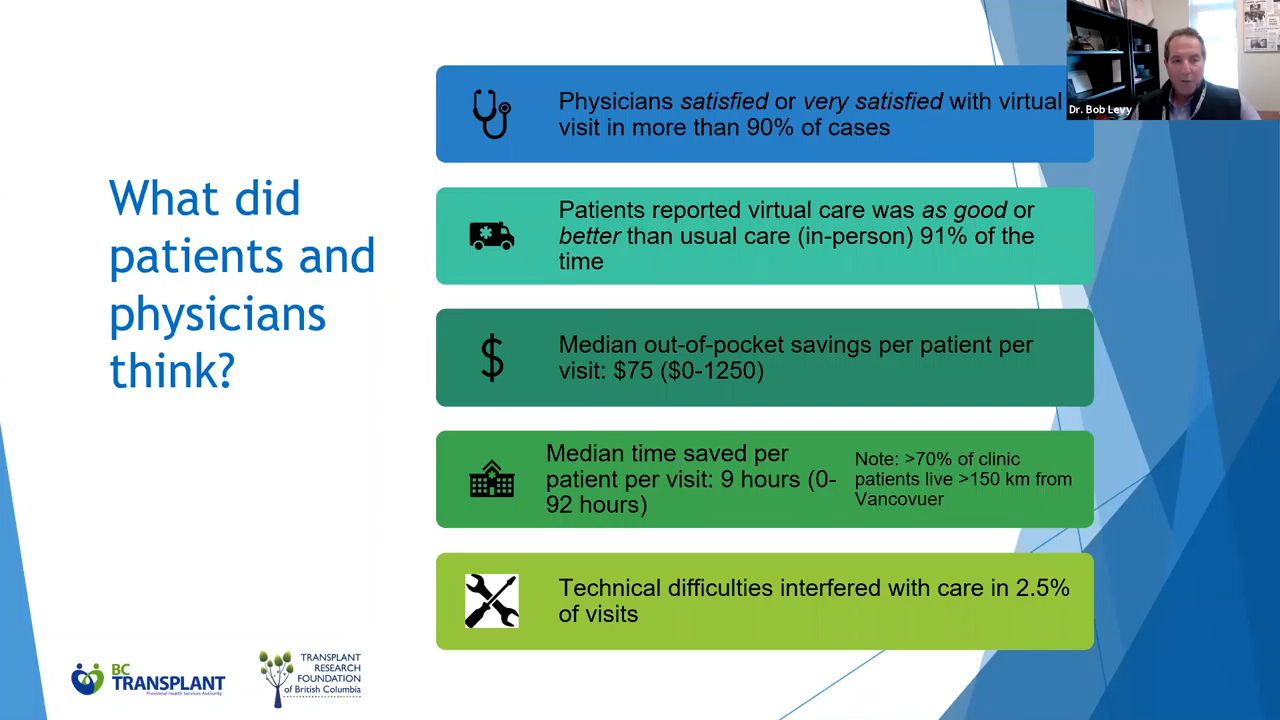 What did
patients and
physicians
think?
Physicians satisfied or very satisfied with virtual
visit in more than 90% of cases
Patients reported virtual care was as good or
better than usual care (in-person) 91% of the
time
$
Median out-of-pocket savings per patient per
visit: $75 ($0-1250)
Median time saved per
patient per visit: 9 hours (0-
92 hours)
Note: >70% of clinic
patients live >150 km from
Vancovuer
Technical difficulties interfered with care in 2.5%
of visits
Dr. Bob Levy
BC
TRANSPLANT
Provincial Health Services Authority
TRANSPLANT
RESEARCH
FOUNDATION
of British Columbia